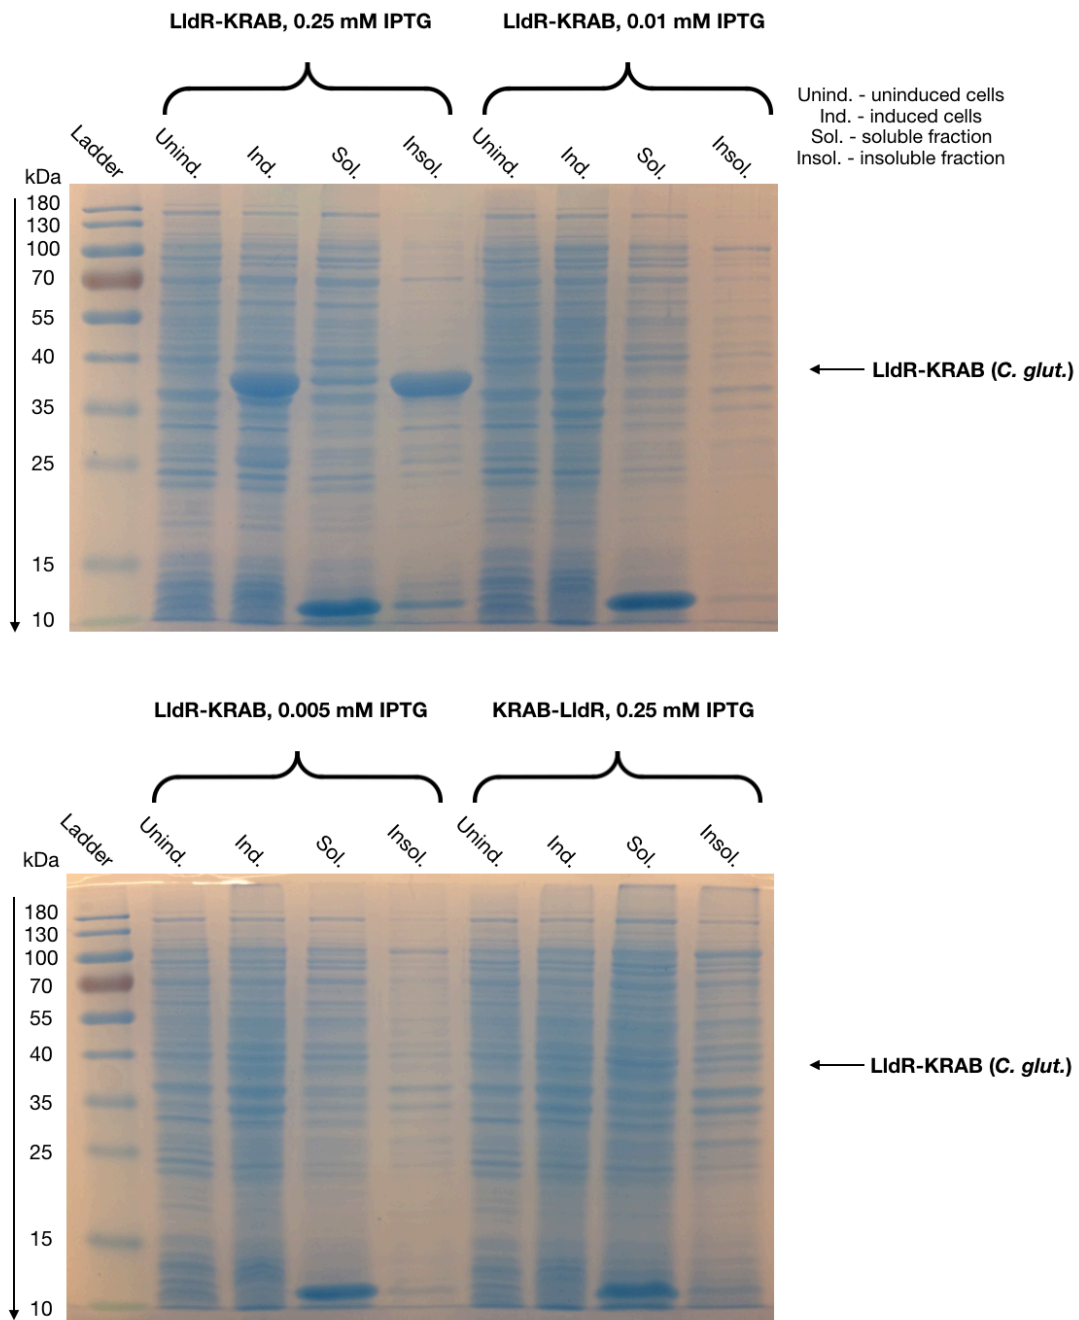 LldR-KRAB, 0.25 mM IPTG
LldR-KRAB, 0.01 mM IPTG
Unind. - uninduced cells
Ind. - induced cells
Sol. - soluble fraction
Insol. - insoluble fraction
Ladder
Unind.
Ind.
Sol.
Insol.
Unind.
Ind.
Sol.
Insol.
kDa
180
130
100
70
55
40
35
25
15
10
LldR-KRAB (C. glut.)
LldR-KRAB, 0.005 mM IPTG
KRAB-LldR, 0.25 mM IPTG
Ladder
Unind.
Ind.
Sol.
Insol.
Unind.
Ind.
Sol.
Insol.
kDa
180
130
100
70
55
40
35
25
15
10
LldR-KRAB (C. glut.)